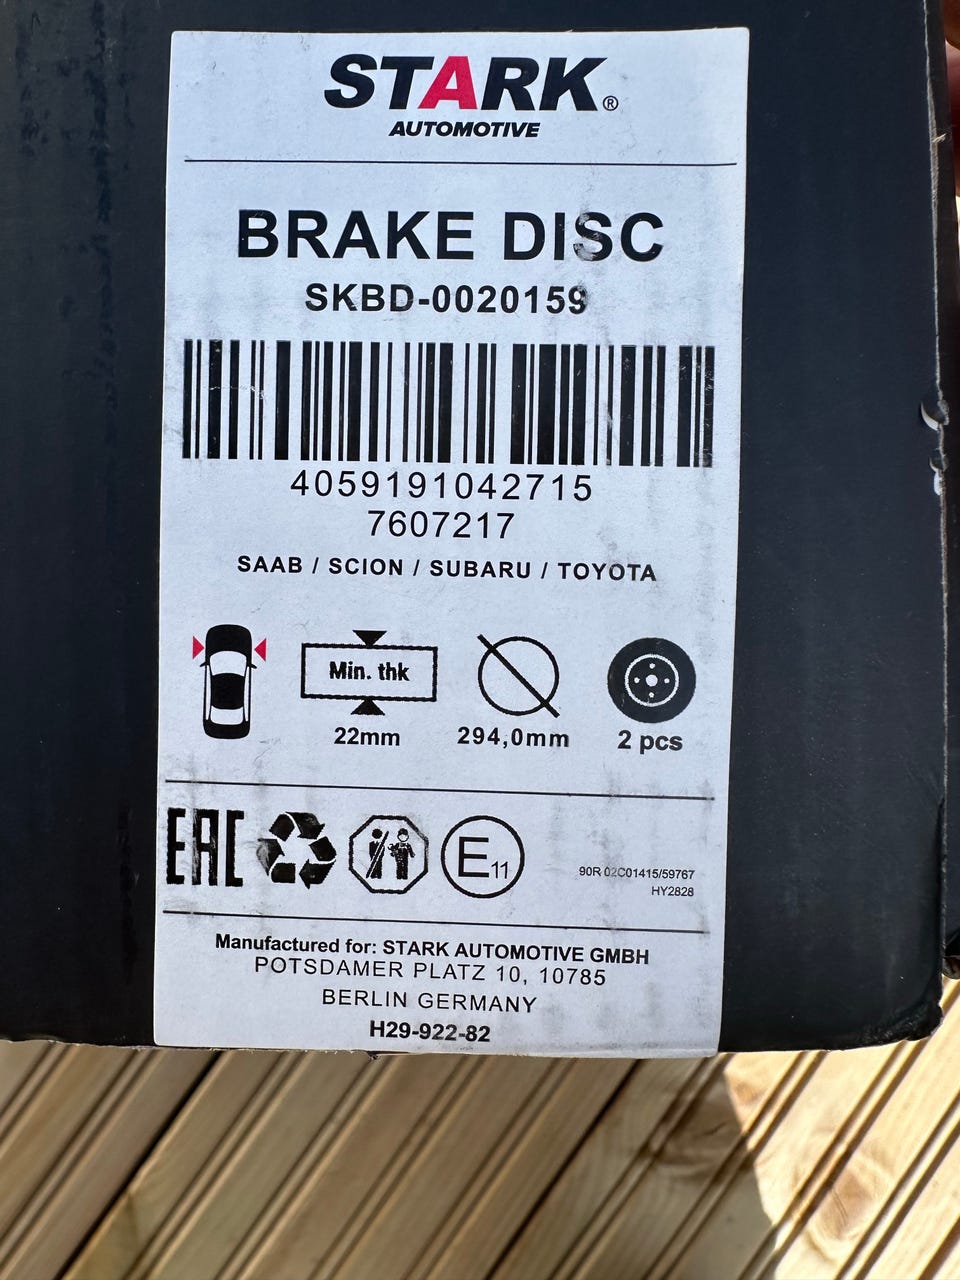 STARK®
AUTOMOTIVE
BRAKE DISC
SKBD-0020159
4059191042715
7607217
SAAB / SCION / SUBARU / TOYOTA
Min. thk
22mm
294,0mm
2 pcs
EAC
E11
90R 02C01415/59767
HY2828
Manufactured for: STARK AUTOMOTIVE GMBH
POTSDAMER PLATZ 10, 10785
BERLIN GERMANY
H29-922-82